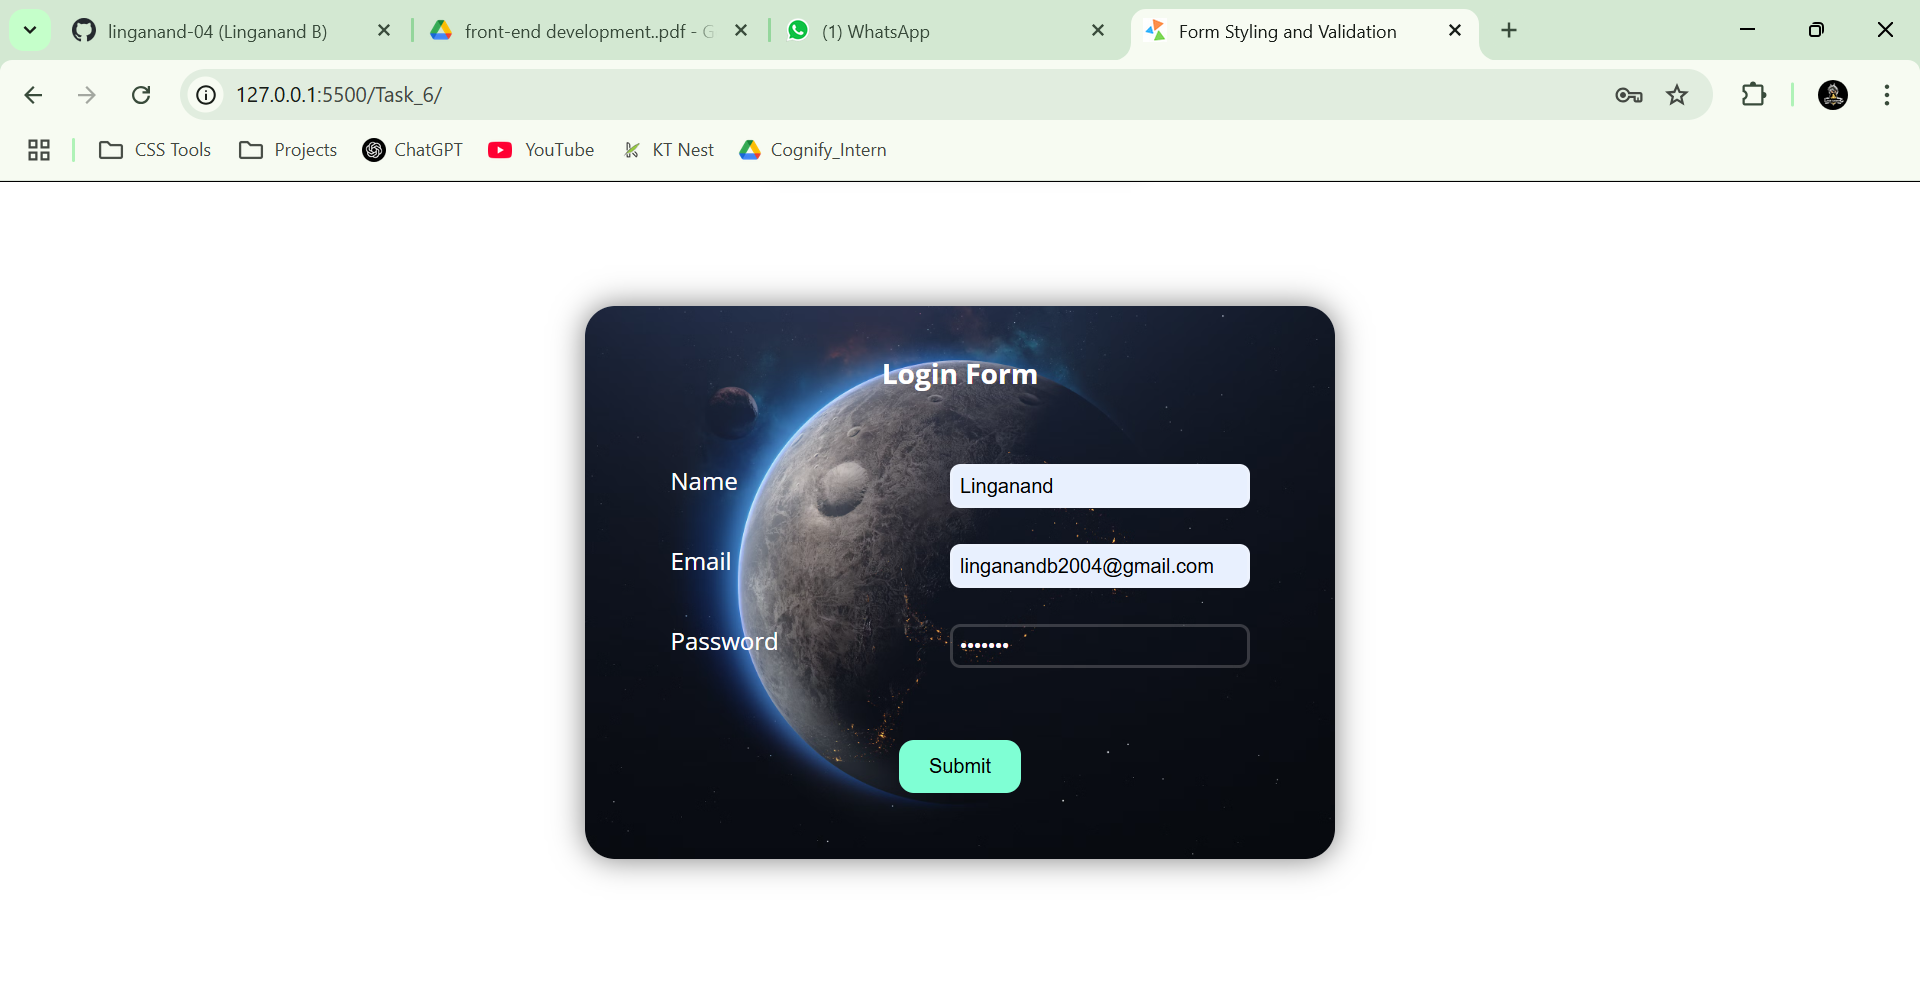 linganand-04 (Linganand B)
front-end development..pdf - G
(1) WhatsApp
Form Styling and Validation
127.0.0.1:5500/Task_6/
CSS Tools
Projects
ChatGPT
YouTube
KT Nest
Cognify_Intern
Login Form
Name
Linganand
Email
linganandb2004@gmail.com
Password
•••••••
Submit